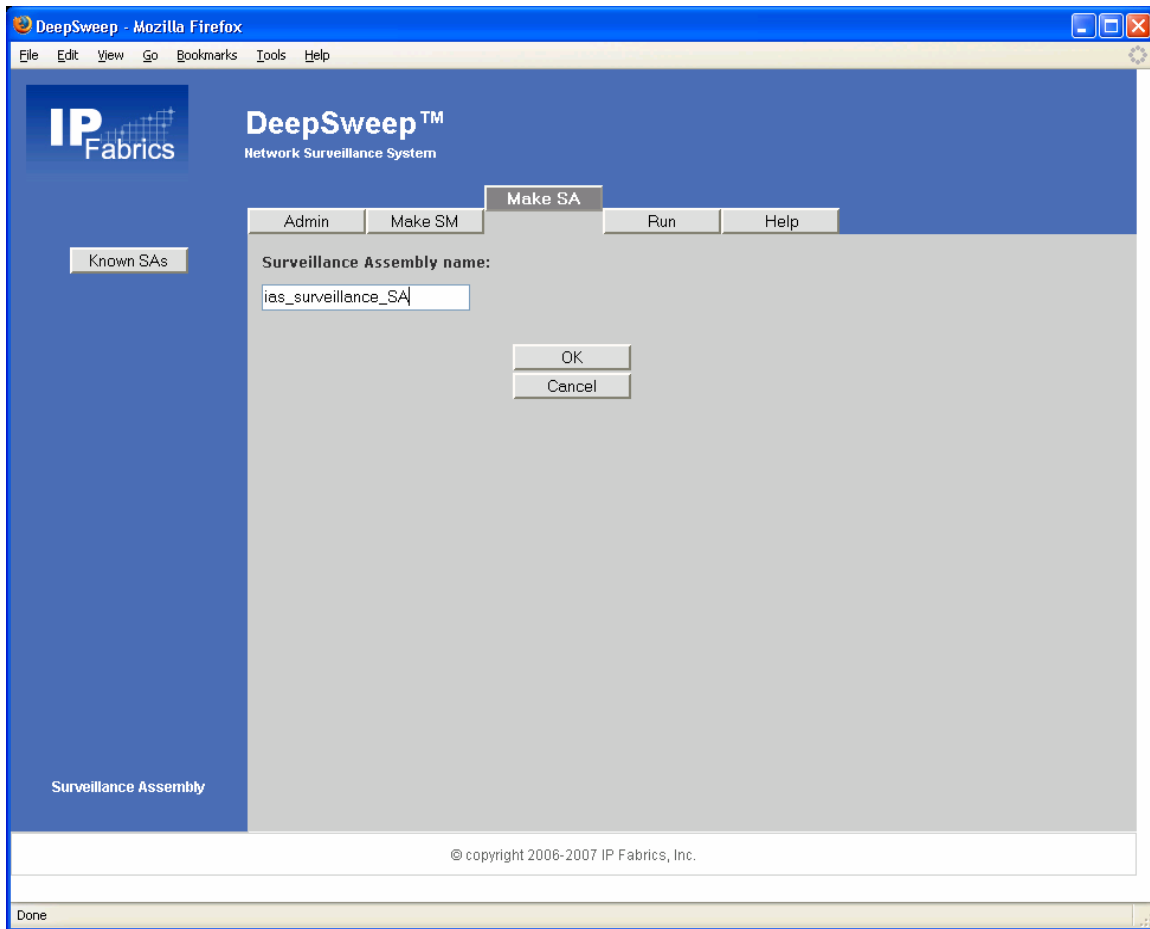 DeepSweep - Mozilla Firefox
File Edit View Go Bookmarks Tools Help
IP
Fabrics
DeepSweep™
Network Surveillance System
Make SA
Admin Make SM Run Help
Known SAs
Surveillance Assembly name:
ias_surveillance_SA
OK
Cancel
Surveillance Assembly
© copyright 2006-2007 IP Fabrics, Inc.
Done